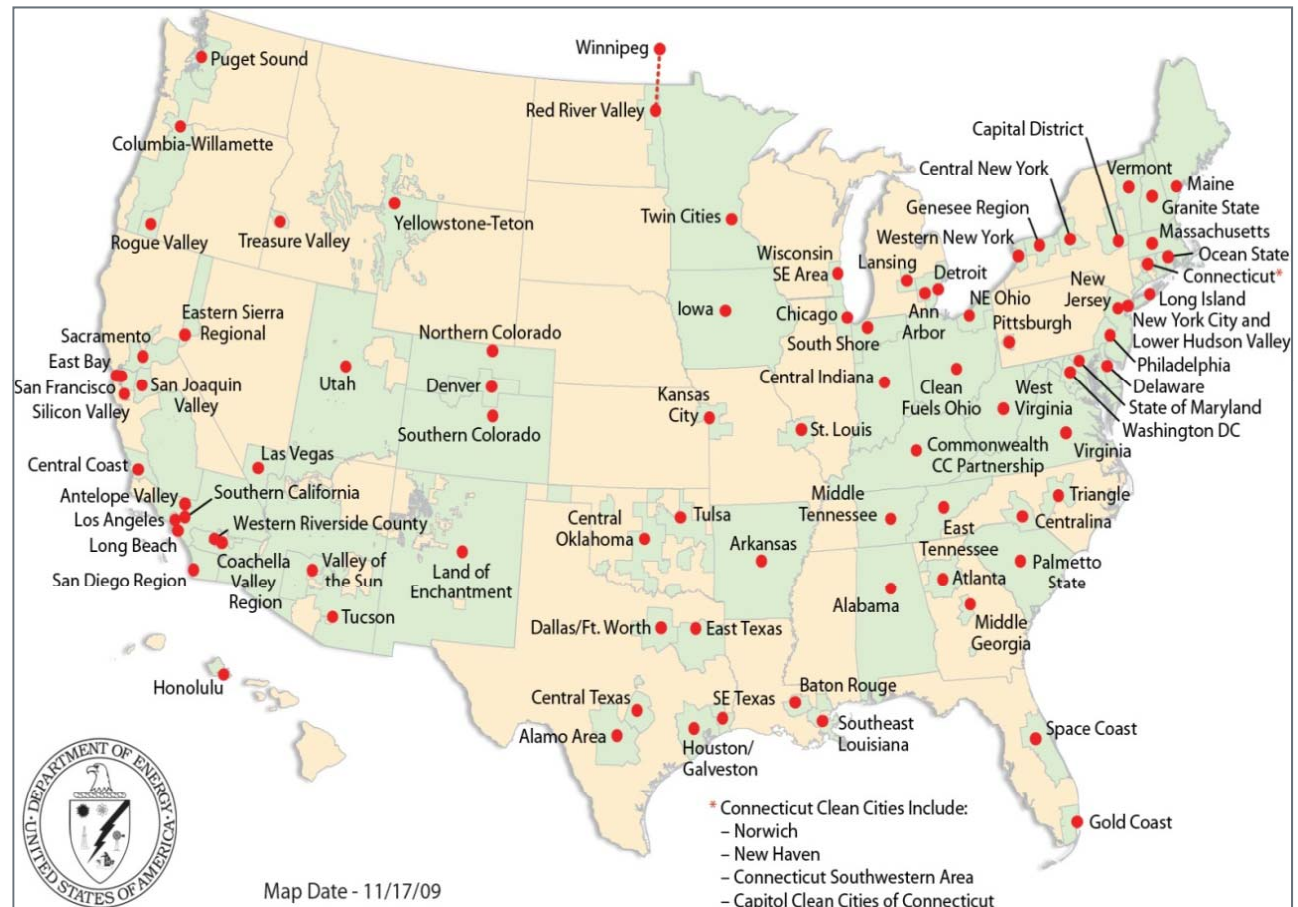 Winnipeg
Puget Sound
Red River Valley
Columbia-Willamette
Capital District
Central New York
Vermont
Maine
Genesee Region
Granite State
Yellowstone-Teton
Twin Cities
Rogue Valley
Treasure Valley
Western New York
Massachusetts
Wisconsin
SE Area
Lansing
Detroit
Ocean State
Connecticut*
New
Jersey
Long Island
Iowa
Chicago
Ann
Arbor
NE Ohio
Pittsburgh
New York City and
Lower Hudson Valley
Eastern Sierra
Regional
Sacramento
Northern Colorado
South Shore
East Bay
Philadelphia
San Francisco
San Joaquin
Valley
Utah
Denver
Central Indiana
Clean
Fuels Ohio
West
Virginia
Delaware
Silicon Valley
Kansas
City
State of Maryland
Southern Colorado
St. Louis
Washington DC
Commonwealth
CC Partnership
Virginia
Las Vegas
Central Coast
Antelope Valley
Southern California
Middle
Tennessee
Triangle
Los Angeles
Western Riverside County
Central
Oklahoma
Tulsa
Centralina
Long Beach
Arkansas
East
Tennessee
Coachella
Valley
Region
Valley of
the Sun
Land of
Enchantment
Palmetto
State
San Diego Region
Atlanta
Tucson
Alabama
Middle
Georgia
Dallas/Ft. Worth
East Texas
Honolulu
Central Texas
SE Texas
Baton Rouge
Alamo Area
Houston/
Galveston
Southeast
Louisiana
Space Coast
Gold Coast
* Connecticut Clean Cities Include:
– Norwich
– New Haven
– Connecticut Southwestern Area
– Capitol Clean Cities of Connecticut
DEPARTMENT OF ENERGY
UNITED STATES OF AMERICA
Map Date - 11/17/09